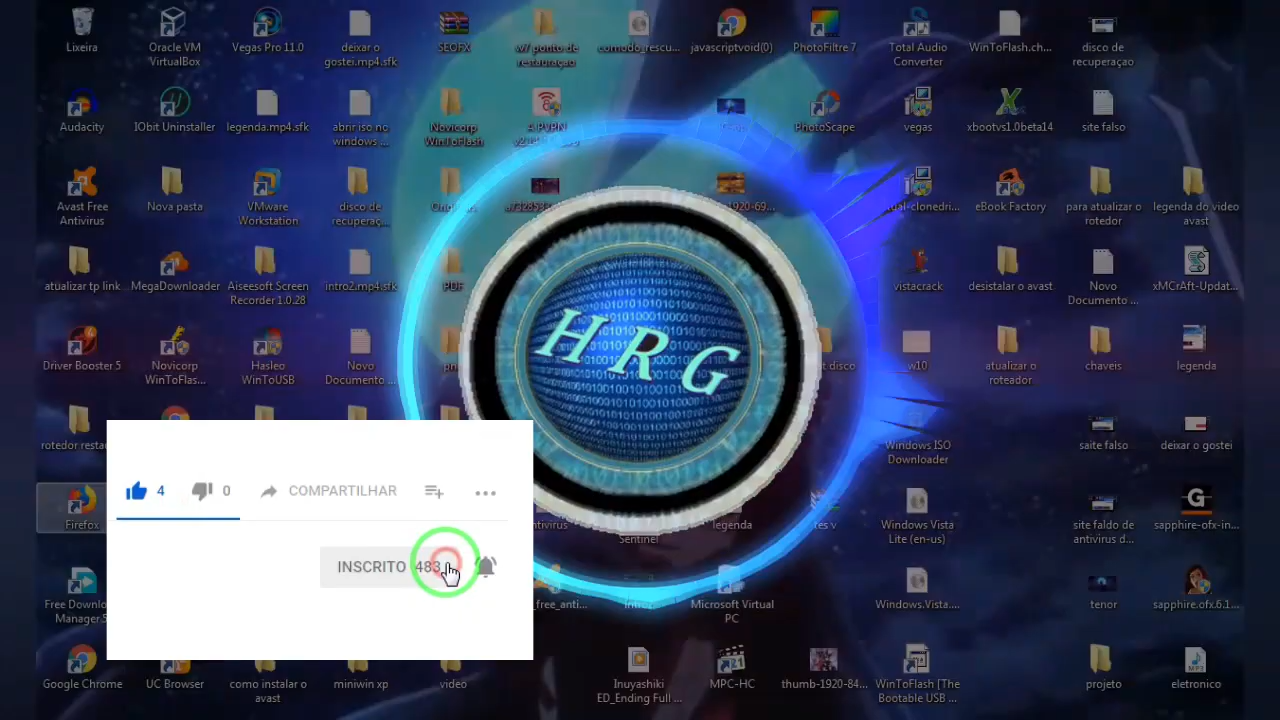 Lixeira
Oracle VM
VirtualBox
Vegas Pro 11.0
deixar o
gostei.mp4.sfk
SEOFX
w/ ponto de
restauração
comodo_rescu...
javascriptvoid(0)
PhotoFiltre 7
Total Audio
Converter
WinToFlash.ch...
disco de
recuperaçao
Audacity
IObit Uninstaller
legenda.mp4.sfk
abrir iso no
windows ...
Novicorp
WinToFlash
PhotoScape
vegas
xbootvs1.0beta14
site falso
Avast Free
Antivirus
Nova pasta
VMware
Workstation
disco de
recuperaç...
eBook Factory
para atualizar o
rotedor
legenda do video
avast
atualizar tp link
MegaDownloader
Aiseesoft Screen
Recorder 1.0.28
intro2.mp4.sfk
PDF
vistacrack
desistalar o avast
Novo
Documento ...
xMCrAft-Updat...
HRG
Driver Booster 5
Novicorp
WinToFlas...
Hasleo
WinToUSB
Novo
Documento ...
w10
atualizar o
roteador
chaveis
legenda
Windows ISO
Downloader
saite falso
deixar o gostei
4
0
COMPARTILHAR
Firefox
Sentinel
legenda
Windows Vista
Lite (en-us)
site faldo de
antivirus d...
sapphire-ofx-in...
INSCRITO 483
Microsoft Virtual
PC
Windows.Vista....
tenor
sapphire.ofx.6.1...
Google Chrome
UC Browser
como instalar o
avast
miniwin xp
video
Inuyashiki
ED_Ending Full ...
MPC-HC
thumb-1920-84...
WinToFlash [The
Bootable USB ...
projeto
eletronico